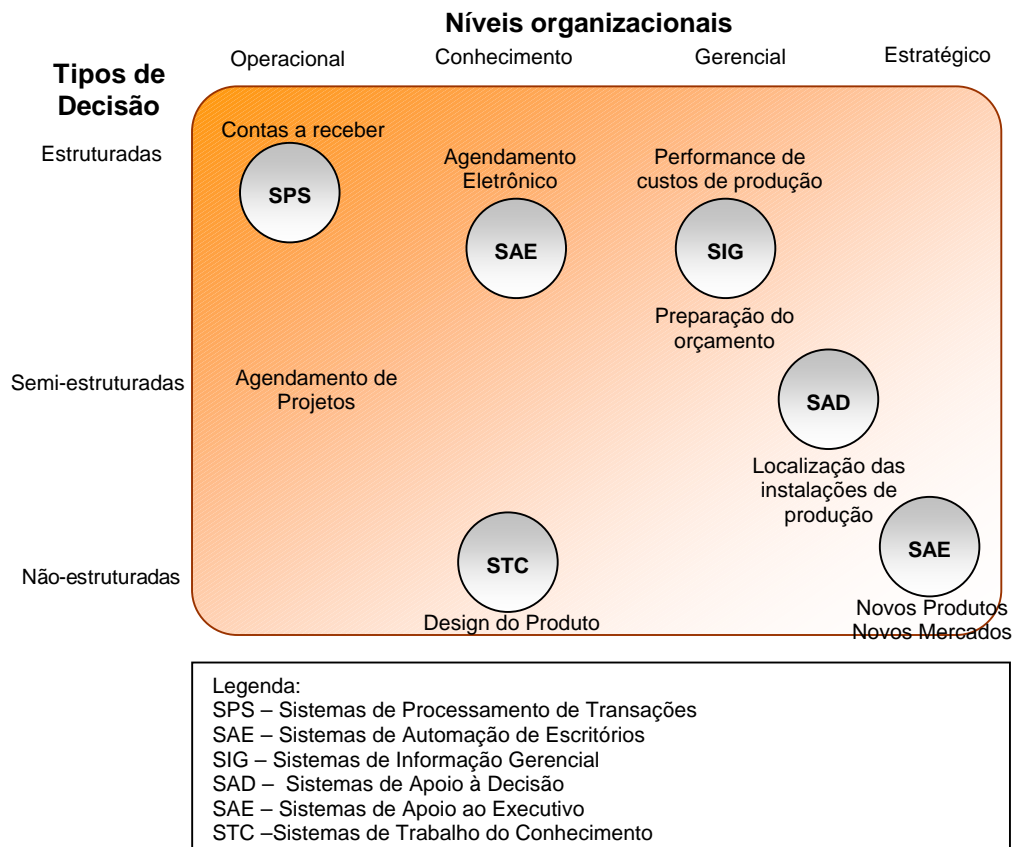 Níveis organizacionais
Operacional
Conhecimento
Gerencial
Estratégico
Tipos de
Decisão
Contas a receber
Estruturadas
Agendamento
Eletrônico
Performance de
custos de produção
SPS
SAE
SIG
Preparação do
orçamento
Semi-estruturadas
Agendamento de
Projetos
SAD
Localização das
instalações de
produção
SAE
STC
Não-estruturadas
Novos Produtos
Novos Mercados
Design do Produto
Legenda:
SPS – Sistemas de Processamento de Transações
SAE – Sistemas de Automação de Escritórios
SIG – Sistemas de Informação Gerencial
SAD –  Sistemas de Apoio à Decisão
SAE – Sistemas de Apoio ao Executivo
STC –Sistemas de Trabalho do Conhecimento